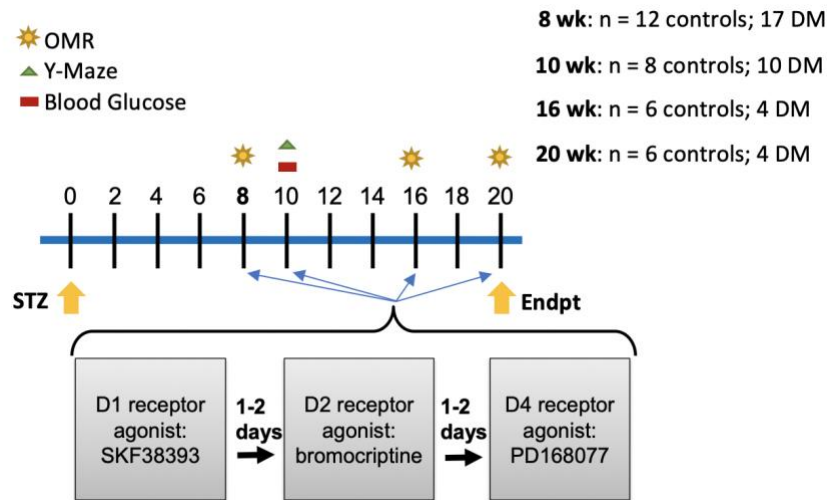 OMR
Y-Maze
Blood Glucose
8 wk: n = 12 controls; 17 DM
10 wk: n = 8 controls; 10 DM
16 wk: n = 6 controls; 4 DM
20 wk: n = 6 controls; 4 DM
0 2 4 6 8 10 12 14 16 18 20
STZ
Endpt
D1 receptor
agonist:
SKF38393
1-2
days
D2 receptor
agonist:
bromocriptine
1-2
days
D4 receptor
agonist:
PD168077